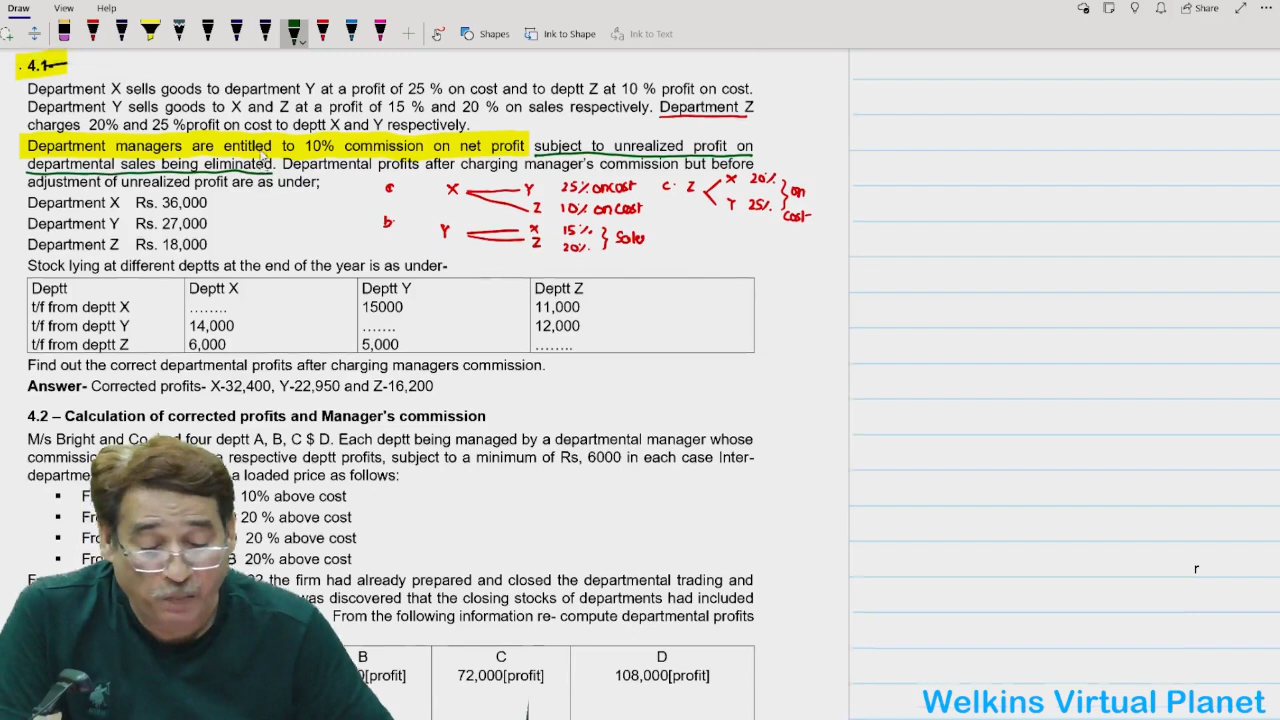 Draw View Help
Shapes Ink to Shape Ink to Text Share
4.1
Department X sells goods to department Y at a profit of 25 % on cost and to deptt Z at 10 % profit on cost.
Department Y sells goods to X and Z at a profit of 15 % and 20 % on sales respectively. Department Z
charges 20% and 25 %profit on cost to deptt X and Y respectively.
Department managers are entitled to 10% commission on net profit subject to unrealized profit on
departmental sales being eliminated. Departmental profits after charging manager's commission but before
adjustment of unrealized profit are as under;
a X Y 25% on cost
Z 10% on cost
b. Y X 15% } Sales
Z 20%
c. Z X 20% } on
Y 25% cost
Department X Rs. 36,000
Department Y Rs. 27,000
Department Z Rs. 18,000
Stock lying at different deptts at the end of the year is as under-
Deptt Deptt X Deptt Y Deptt Z
t/f from deptt X ........ 15000 11,000
t/f from deptt Y 14,000 ....... 12,000
t/f from deptt Z 6,000 5,000 ........
Find out the correct departmental profits after charging managers commission.
Answer- Corrected profits- X-32,400, Y-22,950 and Z-16,200
4.2 – Calculation of corrected profits and Manager's commission
M/s Bright and Co. had four deptt A, B, C $ D. Each deptt being managed by a departmental manager whose
respective deptt profits, subject to a minimum of Rs, 6000 in each case Inter-
a loaded price as follows:
10% above cost
20 % above cost
20 % above cost
B 20% above cost
the firm had already prepared and closed the departmental trading and
was discovered that the closing stocks of departments had included
From the following information re- compute departmental profits
B C D
[profit] 72,000[profit] 108,000[profit]
r
Welkins Virtual Planet